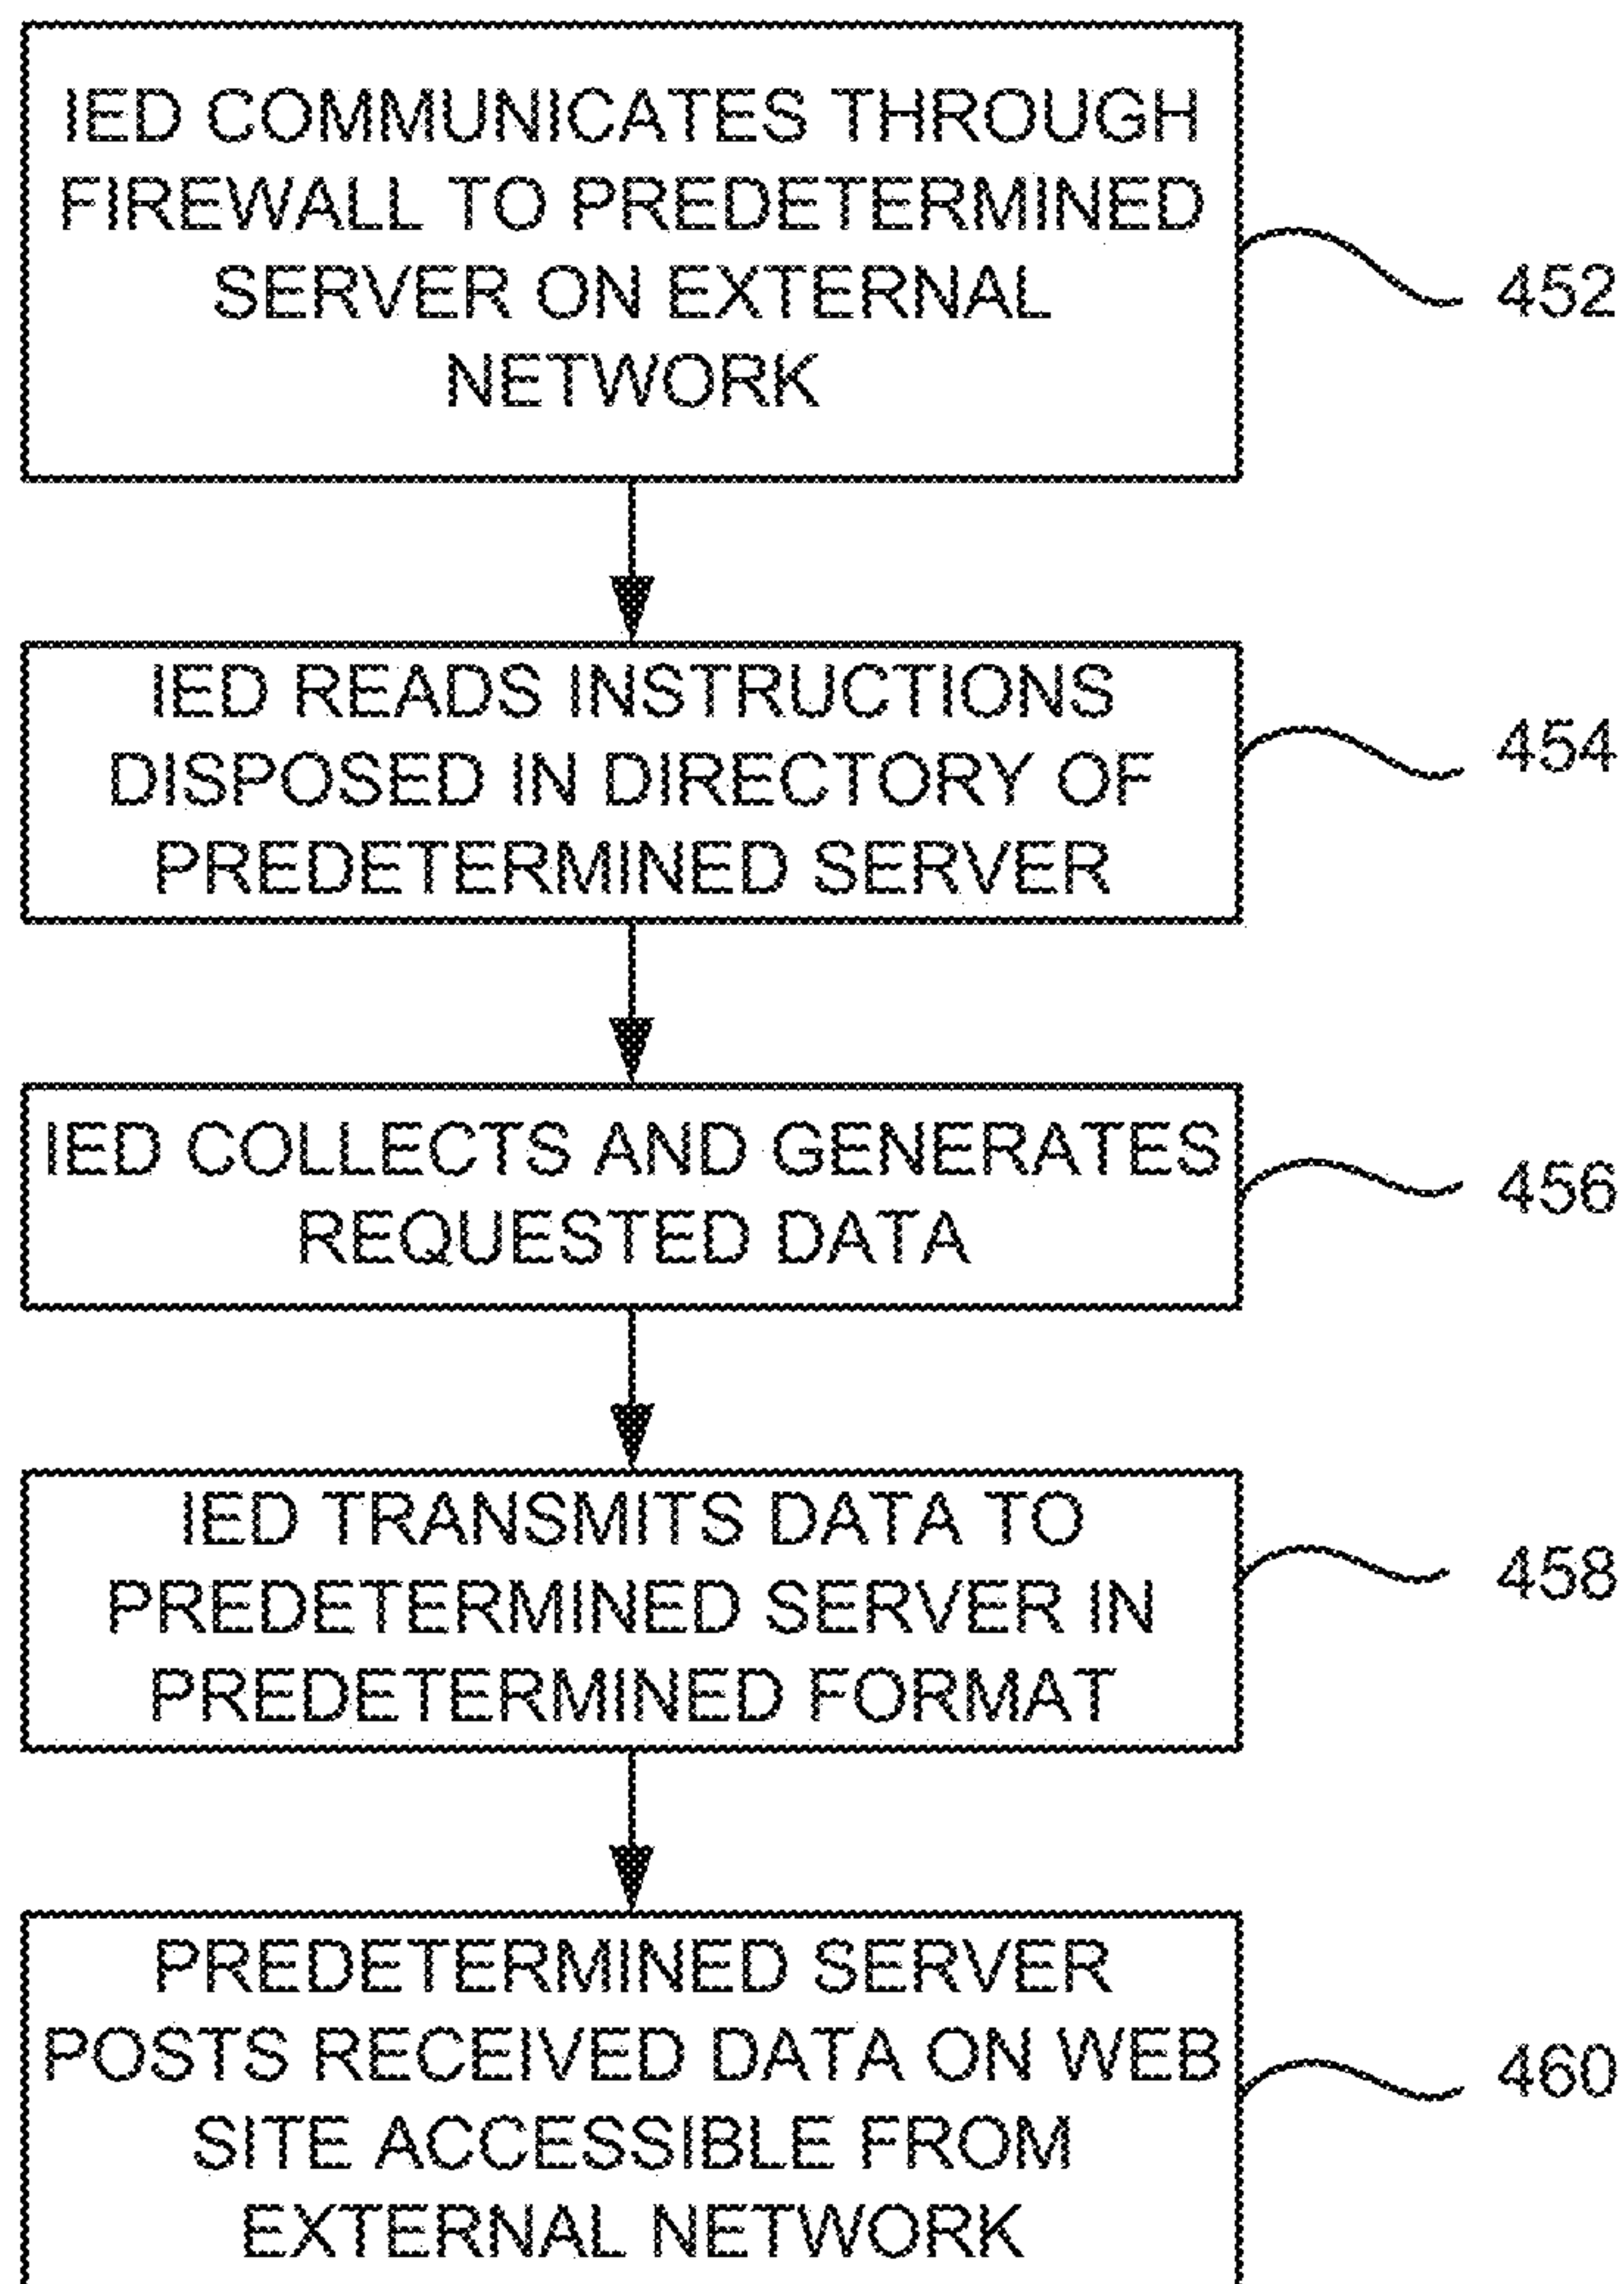 IED COMMUNICATES THROUGH
FIREWALL TO PREDETERMINED
SERVER ON EXTERNAL
NETWORK
452
IED READS INSTRUCTIONS
DISPOSED IN DIRECTORY OF
PREDETERMINED SERVER
454
IED COLLECTS AND GENERATES
REQUESTED DATA
456
IED TRANSMITS DATA TO
PREDETERMINED SERVER IN
PREDETERMINED FORMAT
458
PREDETERMINED SERVER
POSTS RECEIVED DATA ON WEB
SITE ACCESSIBLE FROM
EXTERNAL NETWORK
460